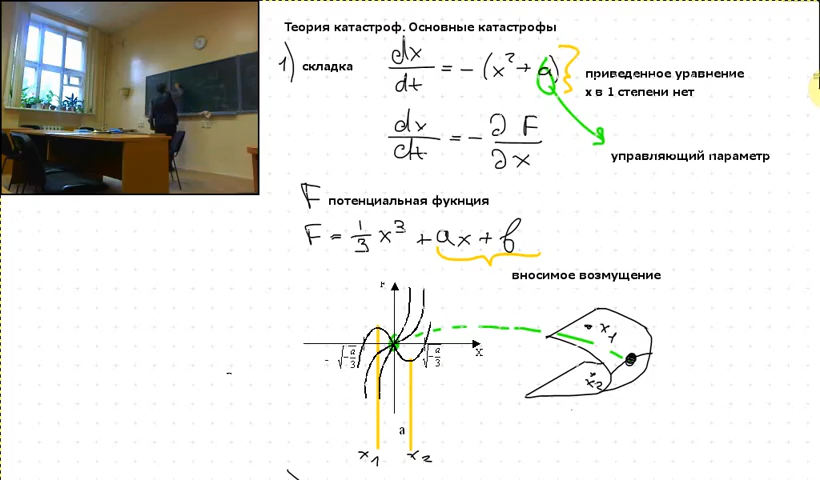 Теория катастроф. Основные катастрофы
1) складка
dx/dt = - (x² + a)
приведенное уравнение
x в 1 степени нет
dx/dt = - ∂F/∂x
управляющий параметр
F потенциальная фукнция
F = 1/3 x³ + ax + b
вносимое возмущение
F
- √-a/3
√-a/3
x
a
x1 x2
x1
x2